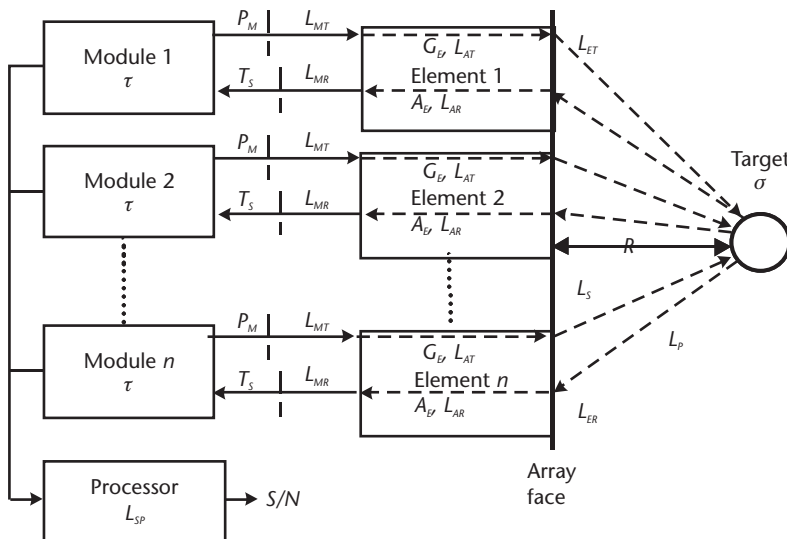 P_M L_MT
Module 1
τ
G_E, L_AT
L_ET
T_S L_MR
Element 1
A_E, L_AR
P_M L_MT
Module 2
τ
G_E, L_AT
Target
σ
T_S L_MR
Element 2
A_E, L_AR
R
L_S
P_M L_MT
Module n
τ
G_E, L_AT
L_P
T_S L_MR
Element n
A_E, L_AR
L_ER
Array
face
Processor
L_SP
S/N